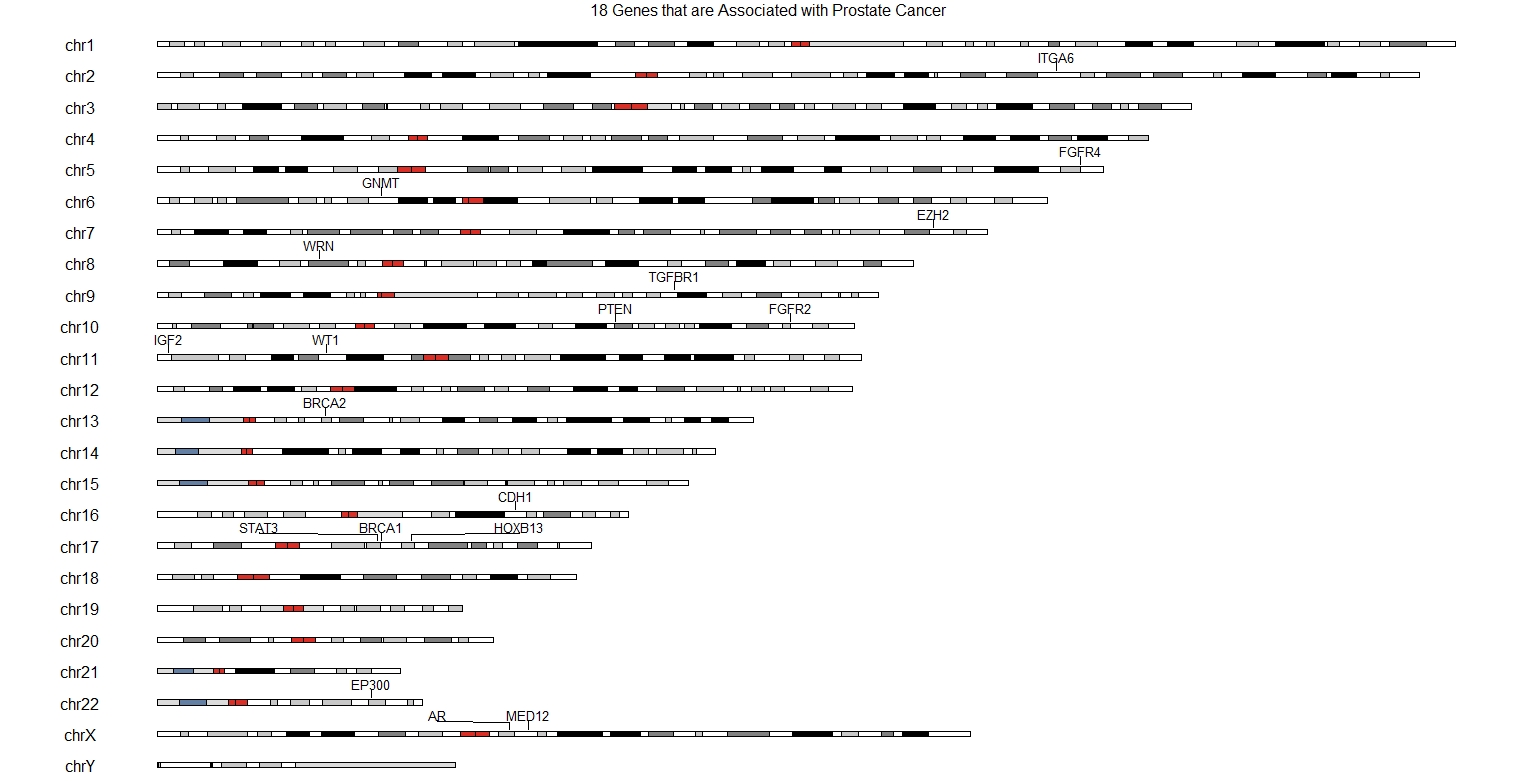 18 Genes that are Associated with Prostate Cancer
chr1
ITGA6
chr2
chr3
chr4
FGFR4
chr5
GNMT
chr6
EZH2
chr7
WRN
chr8
TGFBR1
chr9
PTEN FGFR2
chr10
IGF2 WT1
chr11
chr12
BRCA2
chr13
chr14
chr15
CDH1
chr16
STAT3 BRCA1 HOXB13
chr17
chr18
chr19
chr20
chr21
EP300
chr22
AR MED12
chrX
chrY